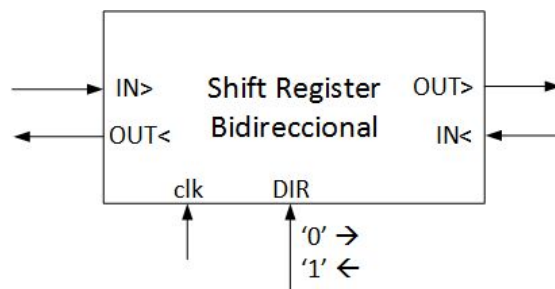 IN>
Shift Register
OUT>
OUT<
Bidireccional
IN<
clk
DIR
'0' →
'1' ←